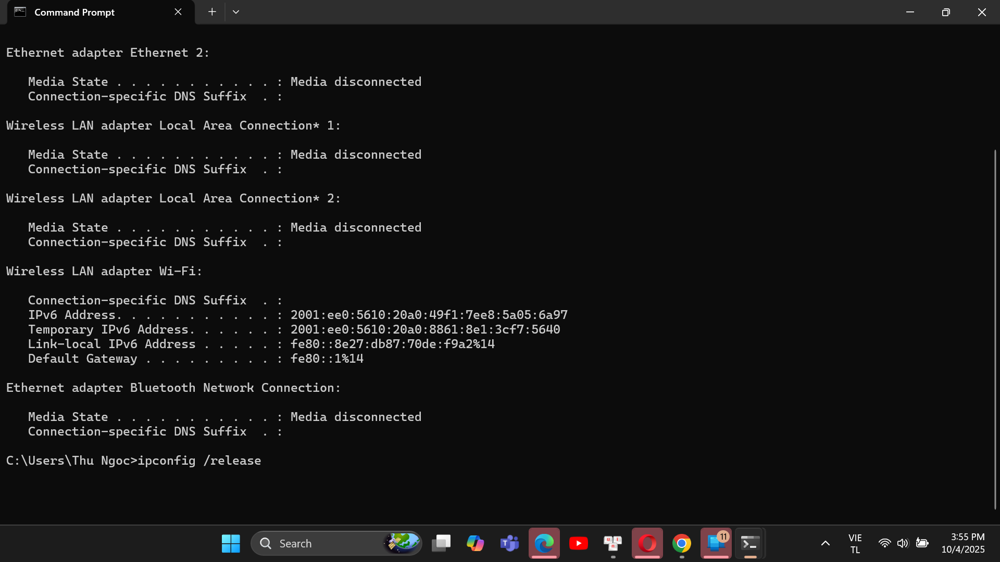 Command Prompt
Ethernet adapter Ethernet 2:
Media State . . . . . . . . . . . : Media disconnected
Connection-specific DNS Suffix  . :
Wireless LAN adapter Local Area Connection* 1:
Media State . . . . . . . . . . . : Media disconnected
Connection-specific DNS Suffix  . :
Wireless LAN adapter Local Area Connection* 2:
Media State . . . . . . . . . . . : Media disconnected
Connection-specific DNS Suffix  . :
Wireless LAN adapter Wi-Fi:
Connection-specific DNS Suffix  . :
IPv6 Address. . . . . . . . . . . : 2001:ee0:5610:20a0:49f1:7ee8:5a05:6a97
Temporary IPv6 Address. . . . . . : 2001:ee0:5610:20a0:8861:8e1:3cf7:5640
Link-local IPv6 Address . . . . . : fe80::8e27:db87:70de:f9a2%14
Default Gateway . . . . . . . . . : fe80::1%14
Ethernet adapter Bluetooth Network Connection:
Media State . . . . . . . . . . . : Media disconnected
Connection-specific DNS Suffix  . :
C:\Users\Thu Ngoc>ipconfig /release
Search
11
VIE
TL
3:55 PM
10/4/2025